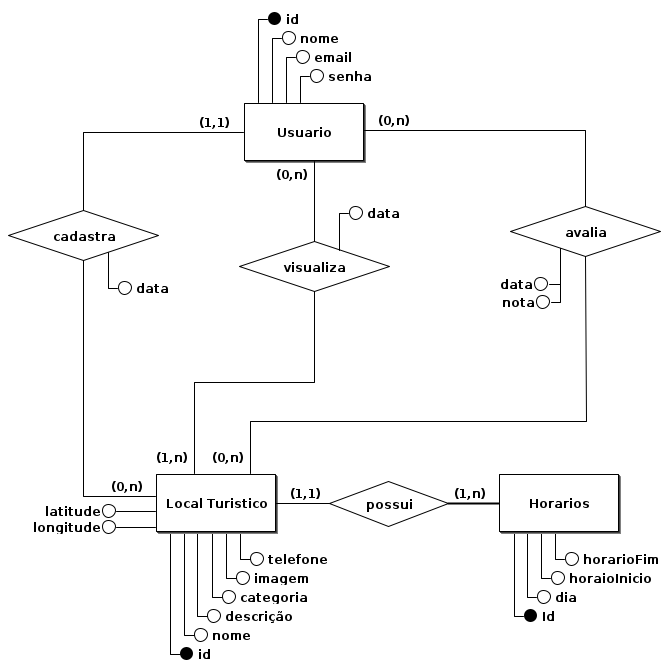 id
nome
email
senha
(1,1)
(0,n)
Usuario
(0,n)
data
cadastra
avalia
visualiza
data
data
nota
(1,n)
(0,n)
(0,n)
(1,1)
(1,n)
Local Turistico
possui
Horarios
latitude
longitude
telefone
horarioFim
imagem
horaioInicio
categoria
dia
descrição
Id
nome
id